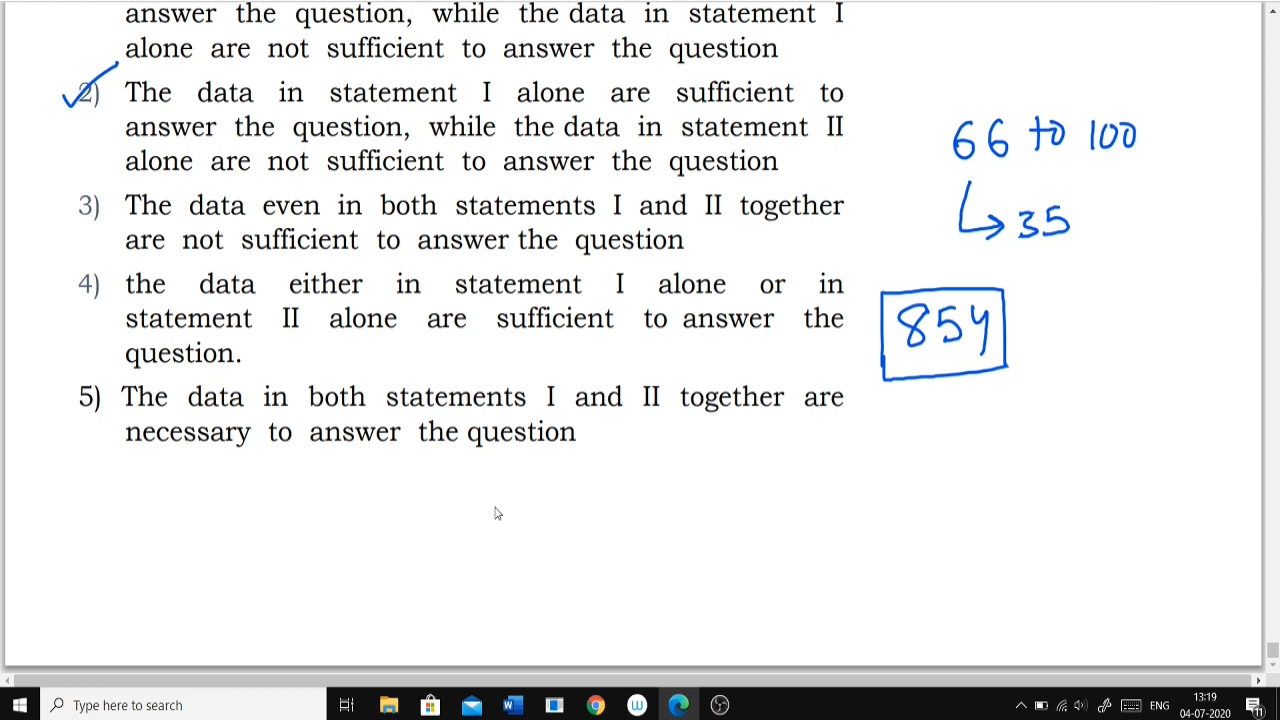 answer the question, while the data in statement I
alone are not sufficient to answer the question
2) The data in statement I alone are sufficient to
answer the question, while the data in statement II
alone are not sufficient to answer the question
3) The data even in both statements I and II together
are not sufficient to answer the question
4) the data either in statement I alone or in
statement II alone are sufficient to answer the
question.
5) The data in both statements I and II together are
necessary to answer the question
66 to 100
35
854
Type here to search
ENG
13:19
04-07-2020
11